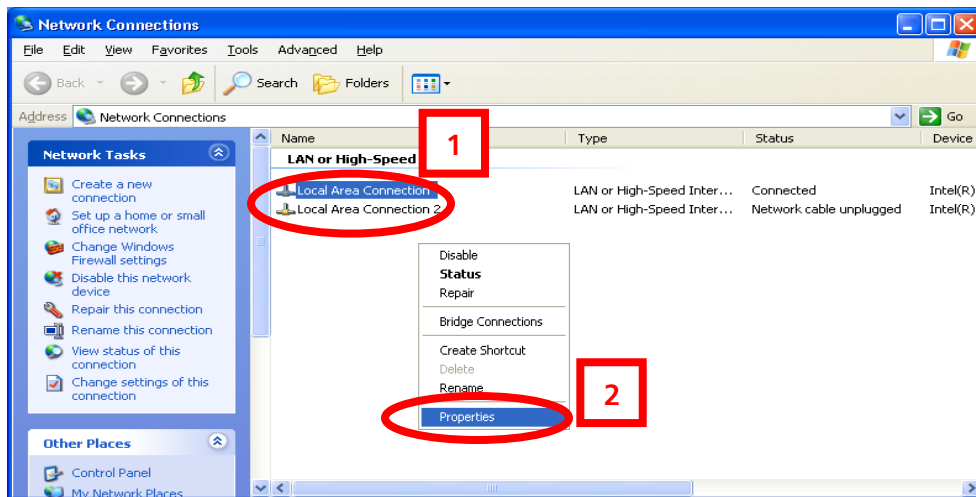 Network Connections
File Edit View Favorites Tools Advanced Help
Back Search Folders
Address Network Connections Go
Network Tasks
Create a new
connection
Set up a home or small
office network
Change Windows
Firewall settings
Disable this network
device
Repair this connection
Rename this connection
View status of this
connection
Change settings of this
connection
Other Places
Control Panel
My Network Places
Name Type Status Device
LAN or High-Speed
Local Area Connection LAN or High-Speed Inter... Connected Intel(R)
Local Area Connection 2 LAN or High-Speed Inter... Network cable unplugged Intel(R)
1
Disable
Status
Repair
Bridge Connections
Create Shortcut
Delete
Rename
Properties
2